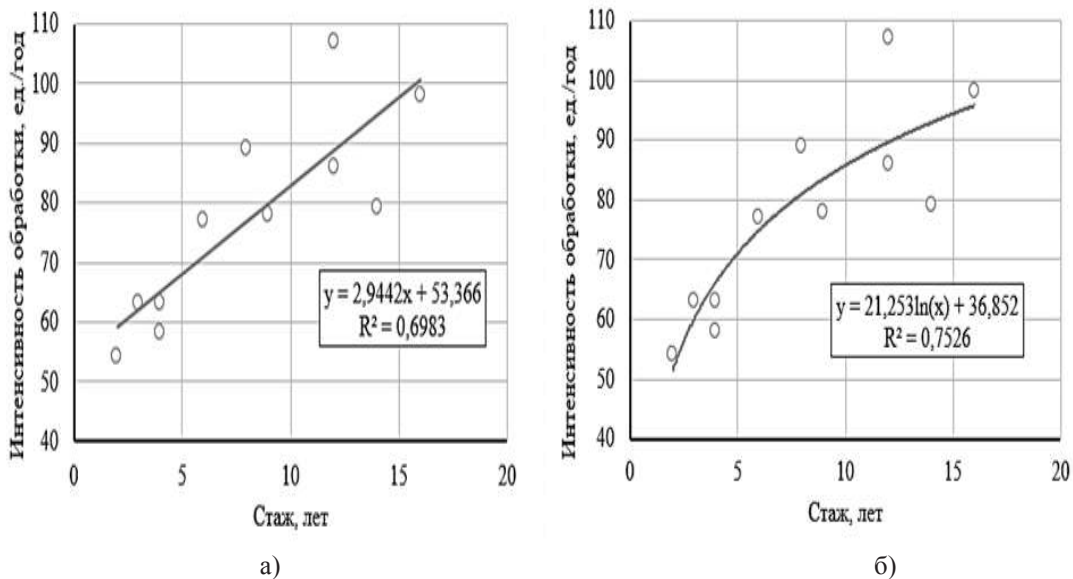 Интенсивность обработки, ед./год
110
100
90
80
70
60
50
40
y = 2,9442x + 53,366
R² = 0,6983
0 5 10 15 20
Стаж, лет
а)
Интенсивность обработки, ед./год
110
100
90
80
70
60
50
40
y = 21,253ln(x) + 36,852
R² = 0,7526
0 5 10 15 20
Стаж, лет
б)